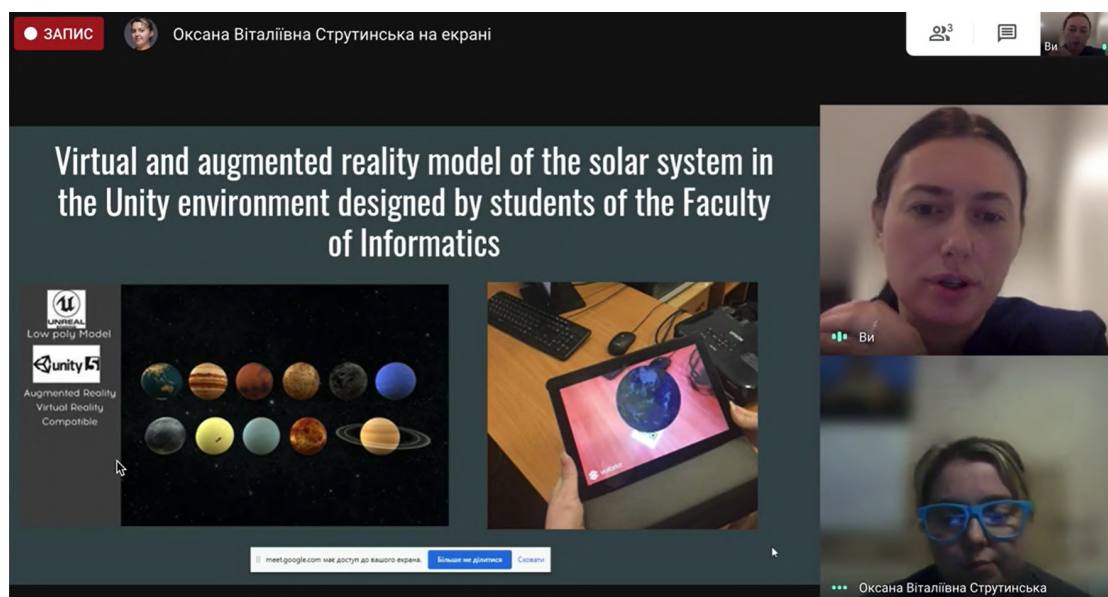 ЗАПИС
Оксана Віталіївна Струтинська на екрані
3
Ви
Virtual and augmented reality model of the solar system in
the Unity environment designed by students of the Faculty
of Informatics
UNREAL
Low poly Model
unity 5
Augmented Reality
Virtual Reality
Compatible
vuforia
Ви
meet.google.com має доступ до вашого екрана.
Більше не ділитися
Сховати
Оксана Віталіївна Струтинська